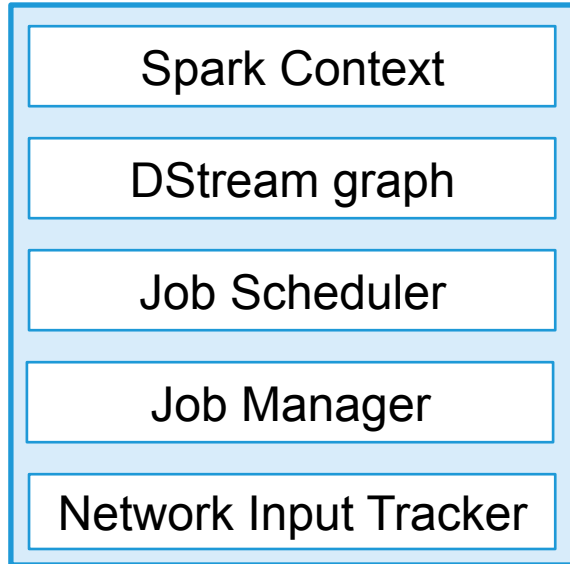 Spark Context
DStream graph
Job Scheduler
Job Manager
Network Input Tracker